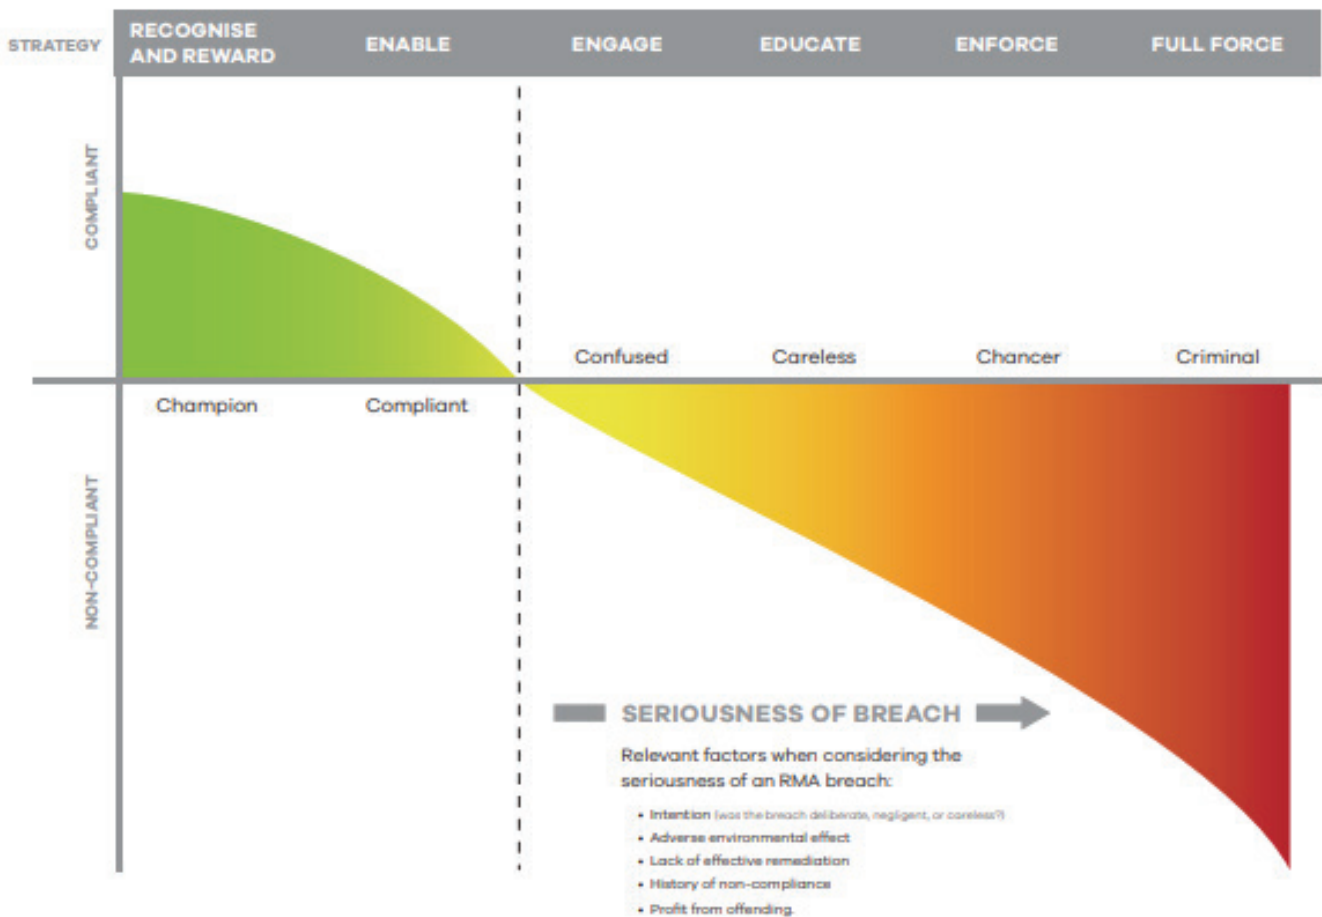 STRATEGY
RECOGNISE
AND REWARD
ENABLE
ENGAGE
EDUCATE
ENFORCE
FULL FORCE
COMPLIANT
Confused
Careless
Chancer
Criminal
Champion
Compliant
NON-COMPLIANT
SERIOUSNESS OF BREACH
Relevant factors when considering the
seriousness of an RMA breach:
• Intention (was the breach deliberate, negligent, or careless?)
• Adverse environmental effect
• Lack of effective remediation
• History of non-compliance
• Profit from offending.